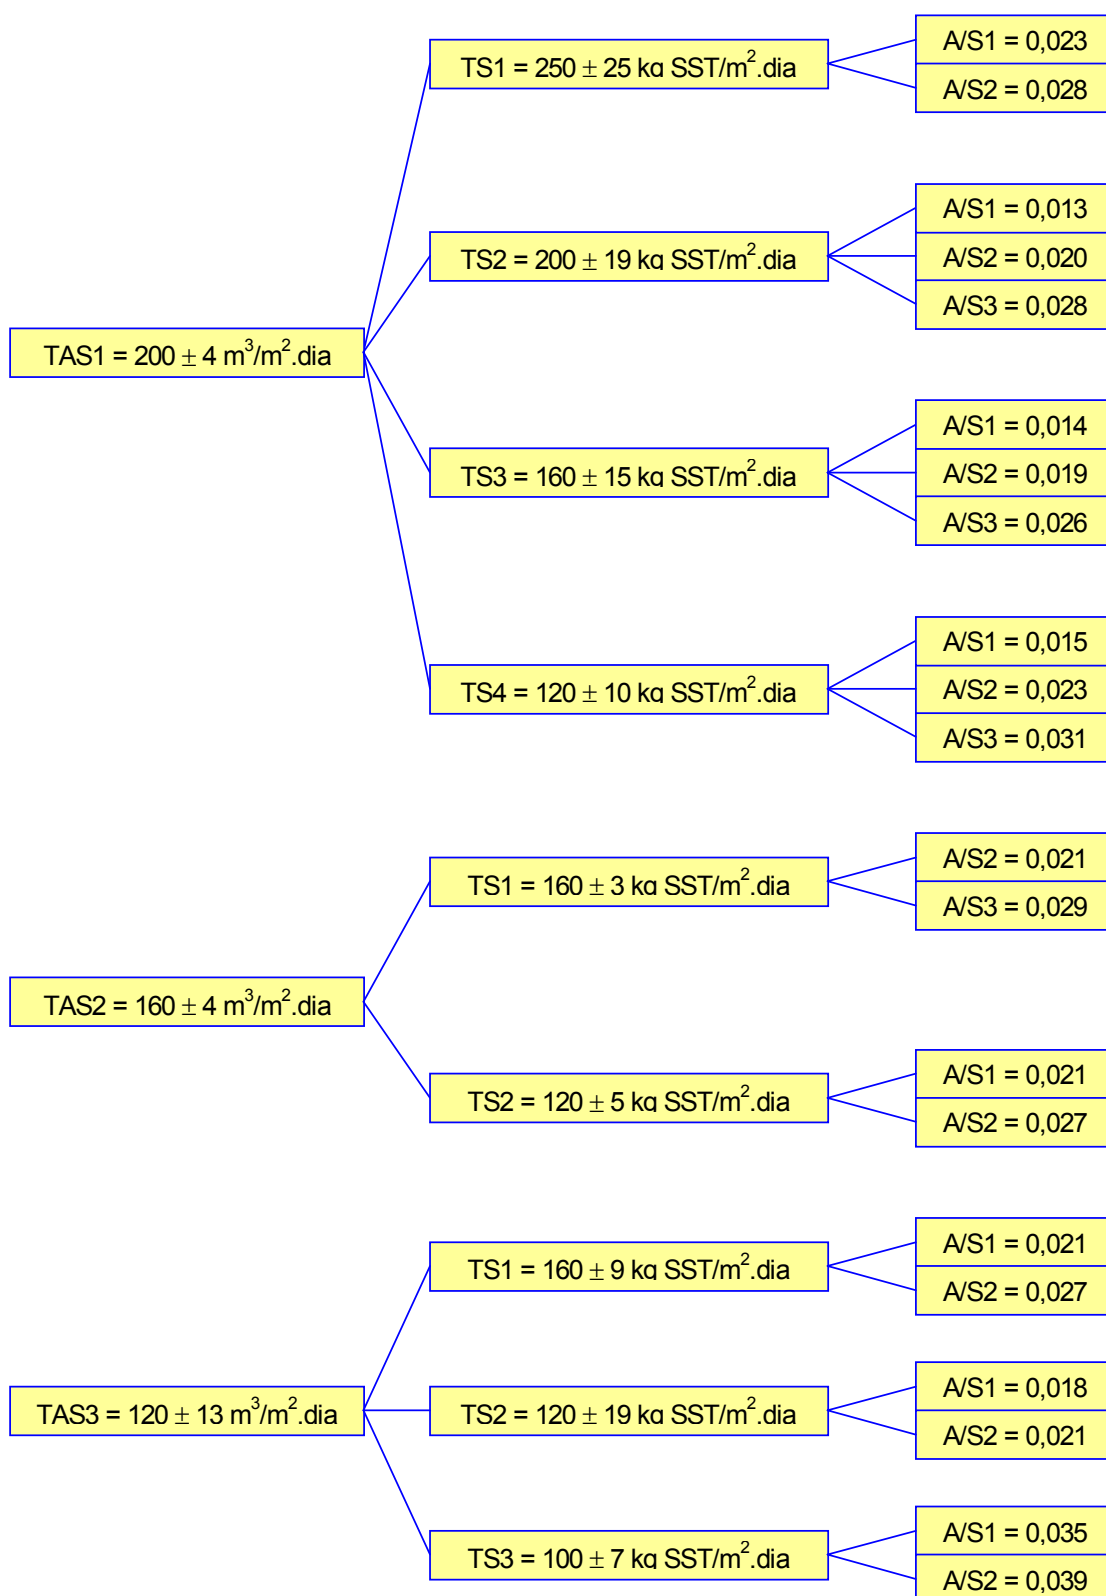 TAS1 = 200 ± 4 m³/m².dia
TS1 = 250 ± 25 kg SST/m².dia
A/S1 = 0,023
A/S2 = 0,028
TS2 = 200 ± 19 kg SST/m².dia
A/S1 = 0,013
A/S2 = 0,020
A/S3 = 0,028
TS3 = 160 ± 15 kg SST/m².dia
A/S1 = 0,014
A/S2 = 0,019
A/S3 = 0,026
TS4 = 120 ± 10 kg SST/m².dia
A/S1 = 0,015
A/S2 = 0,023
A/S3 = 0,031
TAS2 = 160 ± 4 m³/m².dia
TS1 = 160 ± 3 kg SST/m².dia
A/S2 = 0,021
A/S3 = 0,029
TS2 = 120 ± 5 kg SST/m².dia
A/S1 = 0,021
A/S2 = 0,027
TAS3 = 120 ± 13 m³/m².dia
TS1 = 160 ± 9 kg SST/m².dia
A/S1 = 0,021
A/S2 = 0,027
TS2 = 120 ± 19 kg SST/m².dia
A/S1 = 0,018
A/S2 = 0,021
TS3 = 100 ± 7 kg SST/m².dia
A/S1 = 0,035
A/S2 = 0,039